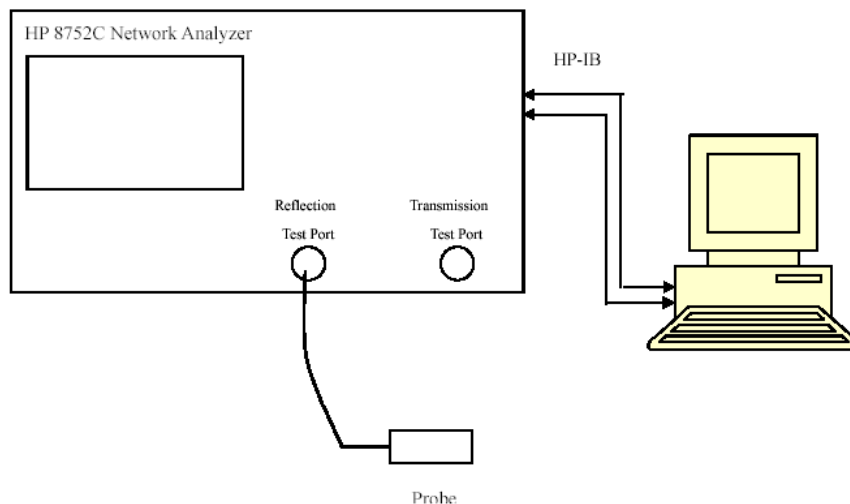 HP 8752C Network Analyzer
HP-IB
Reflection
Test Port
Transmission
Test Port
Probe